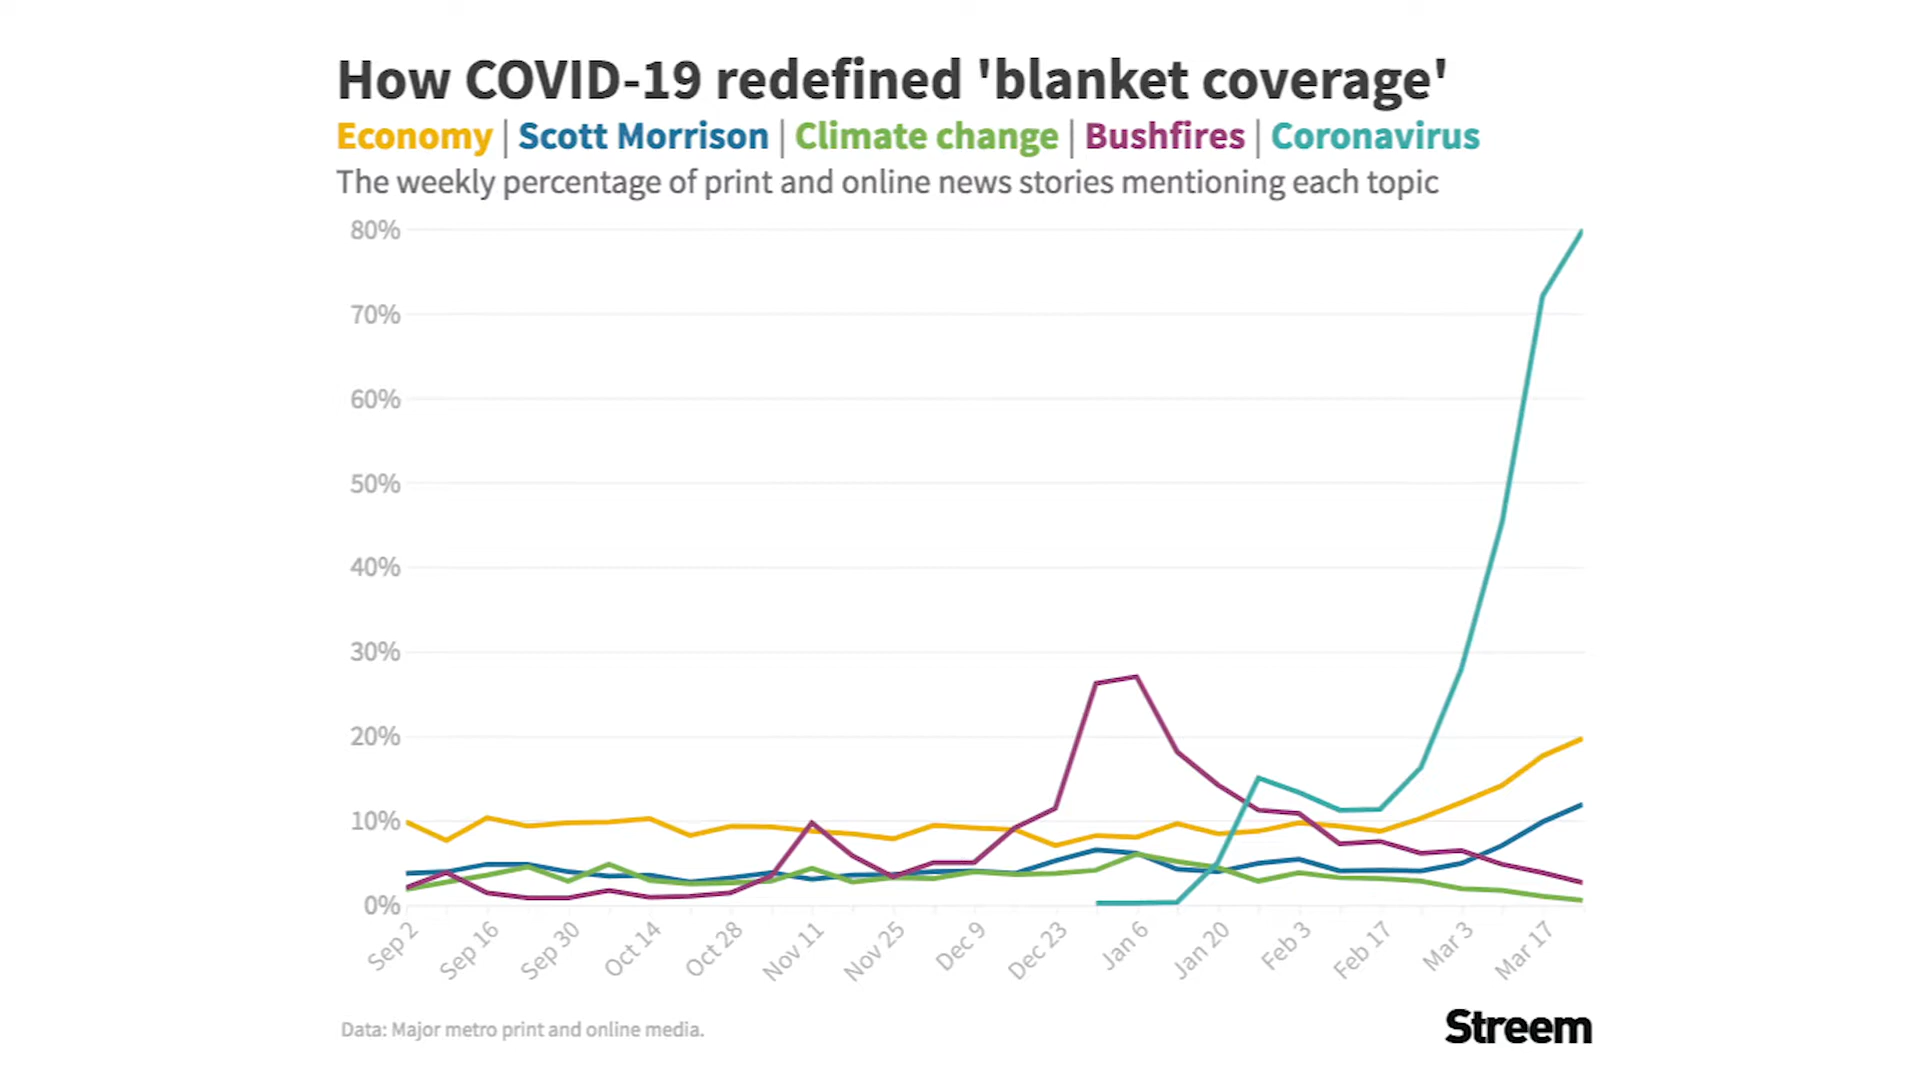 How COVID-19 redefined 'blanket coverage'
Economy | Scott Morrison | Climate change | Bushfires | Coronavirus
The weekly percentage of print and online news stories mentioning each topic
80%
70%
60%
50%
40%
30%
20%
10%
0%
Sep 2
Sep 16
Sep 30
Oct 14
Oct 28
Nov 11
Nov 25
Dec 9
Dec 23
Jan 6
Jan 20
Feb 3
Feb 17
Mar 3
Mar 17
Data: Major metro print and online media.
Streem